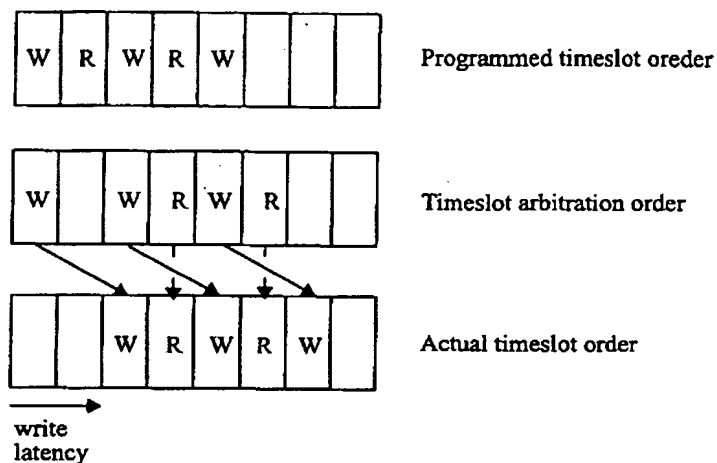 W R W R W Programmed timeslot oreder
W W R W R Timeslot arbitration order
W R W R W Actual timeslot order
write
latency